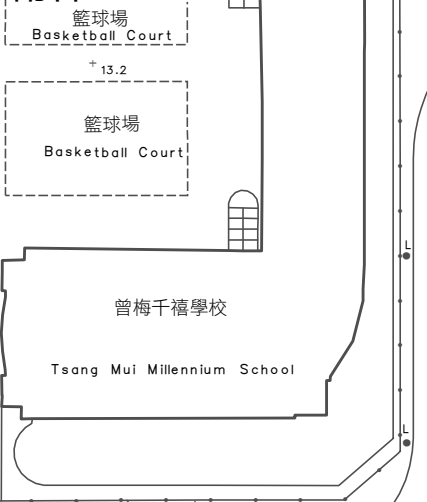 籃球場
Basketball Court
13.2
籃球場
Basketball Court
L
曾梅千禧學校
Tsang Mui Millennium School
L